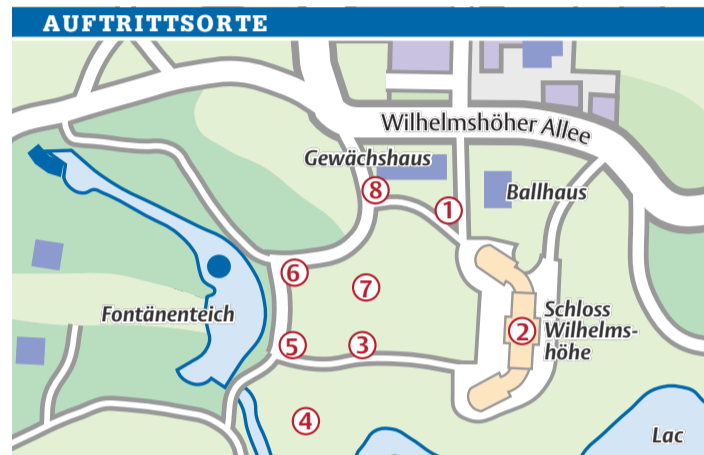 AUFTRITTSORTE
Wilhelmshöher Allee
Gewächshaus
8
1
Ballhaus
6
7
Fontänenteich
Schloss
Wilhelms-
höhe
2
5
3
4
Lac